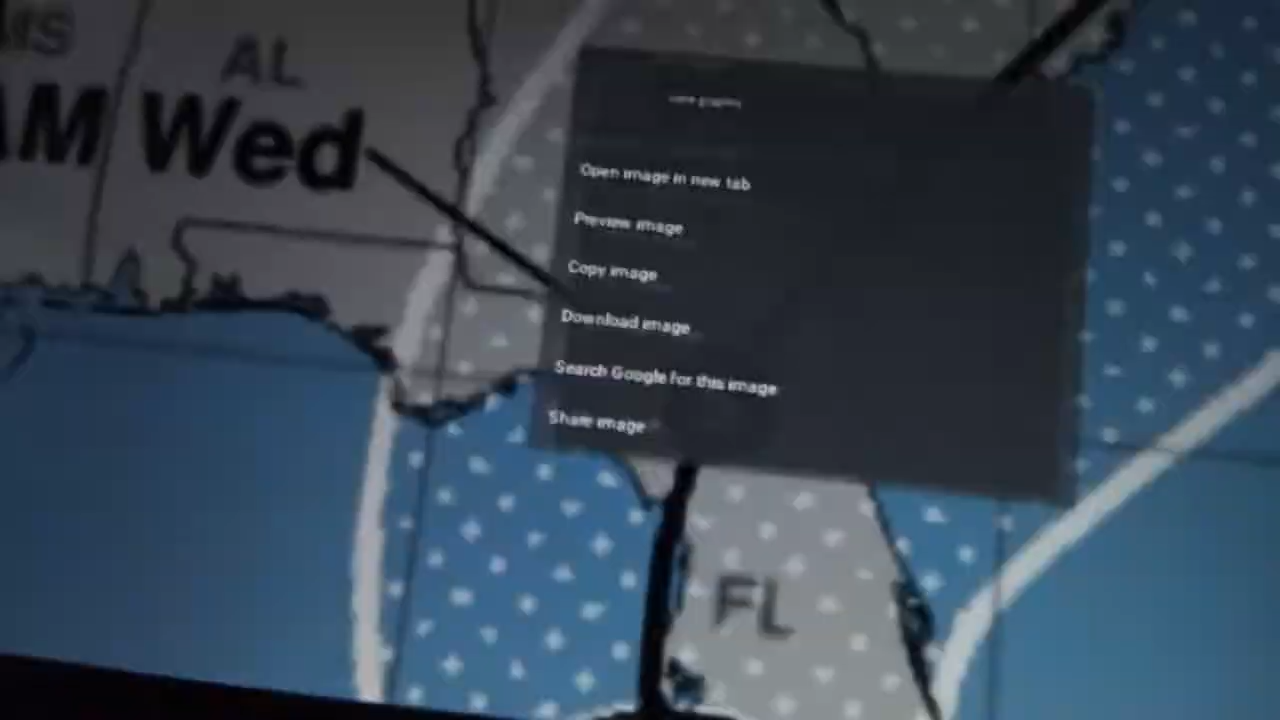 AL
AM Wed
Open image in new tab
Preview image
Copy image
Download image
Search Google for this image
Share image
FL